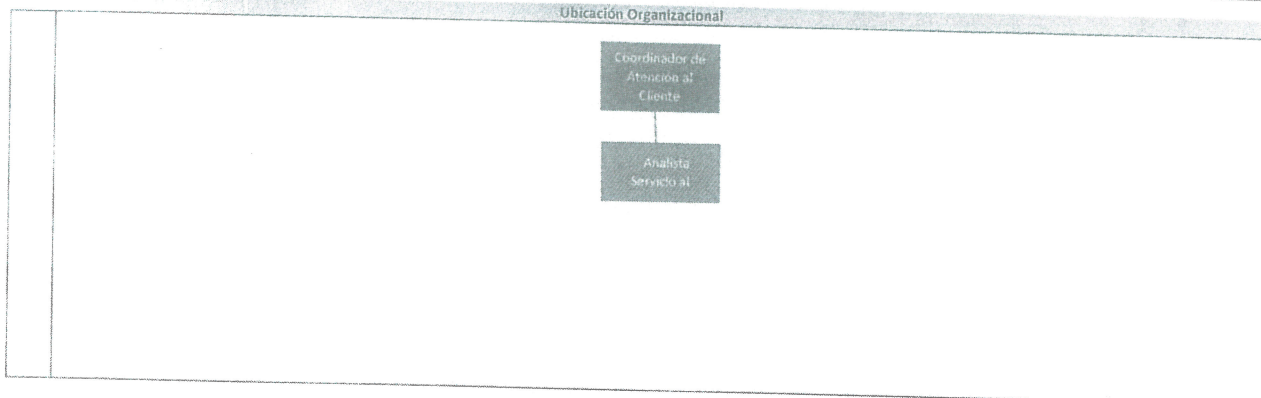 Ubicación Organizacional
Coordinador de
Atención al
Cliente
Analista
Servicio al